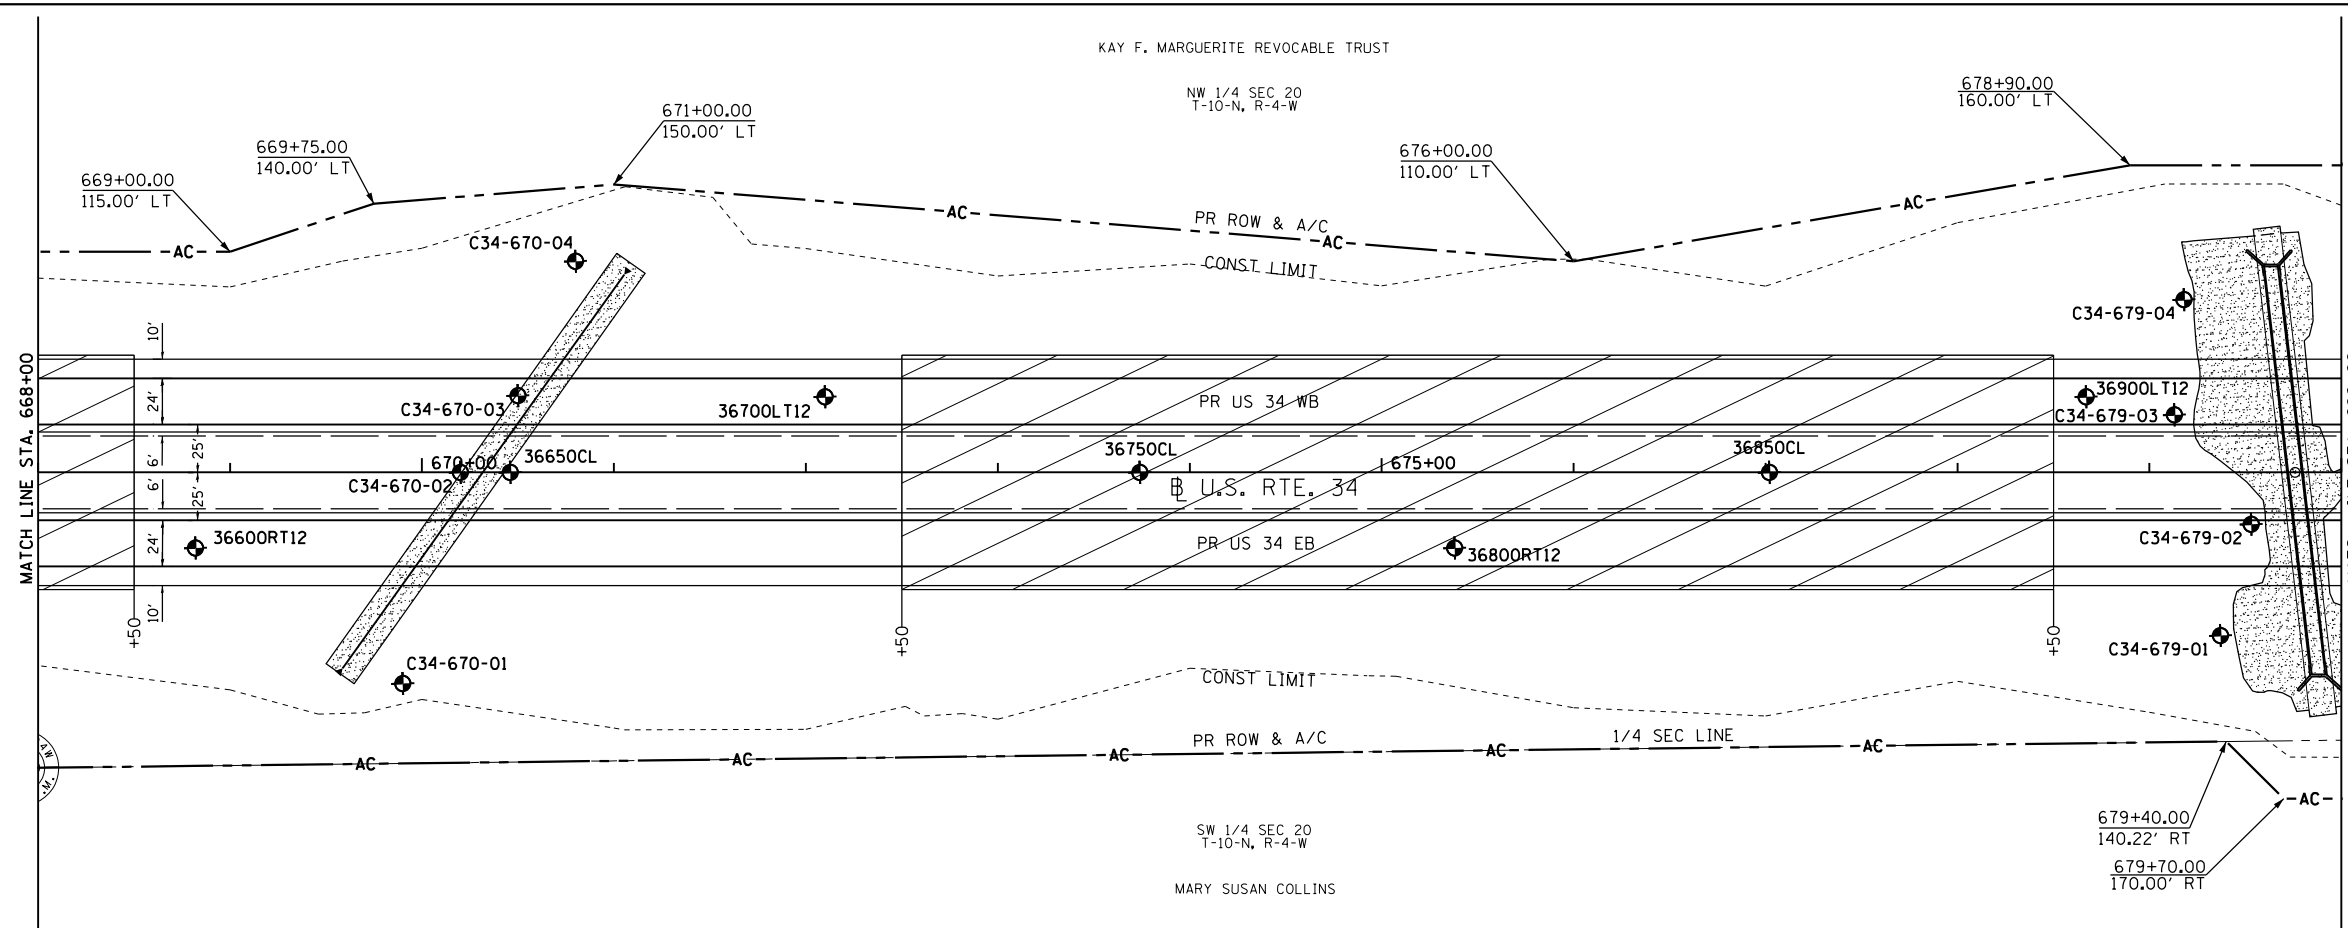 KAY F. MARGUERITE REVOCABLE TRUST
NW 1/4 SEC 20
T-10-N, R-4-W
678+90.00
160.00' LT
671+00.00
150.00' LT
669+75.00
140.00' LT
676+00.00
110.00' LT
669+00.00
115.00' LT
AC
AC
AC
AC
PR ROW & A/C
CONST LIMIT
C34-670-04
C34-679-04
MATCH LINE STA. 668+00
10'
24'
25'
6'
6'
25'
24'
10'
C34-670-03
36700LT12
PR US 34 WB
36900LT12
C34-679-03
670+00
36650CL
36750CL
675+00
36850CL
C34-670-02
BL U.S. RTE. 34
36600RT12
PR US 34 EB
36800RT12
C34-679-02
+50
+50
+50
C34-670-01
C34-679-01
CONST LIMIT
PR ROW & A/C
1/4 SEC LINE
AC
AC
AC
AC
AC
AC
AW
.M.
679+40.00
140.22' RT
679+70.00
170.00' RT
SW 1/4 SEC 20
T-10-N, R-4-W
MARY SUSAN COLLINS